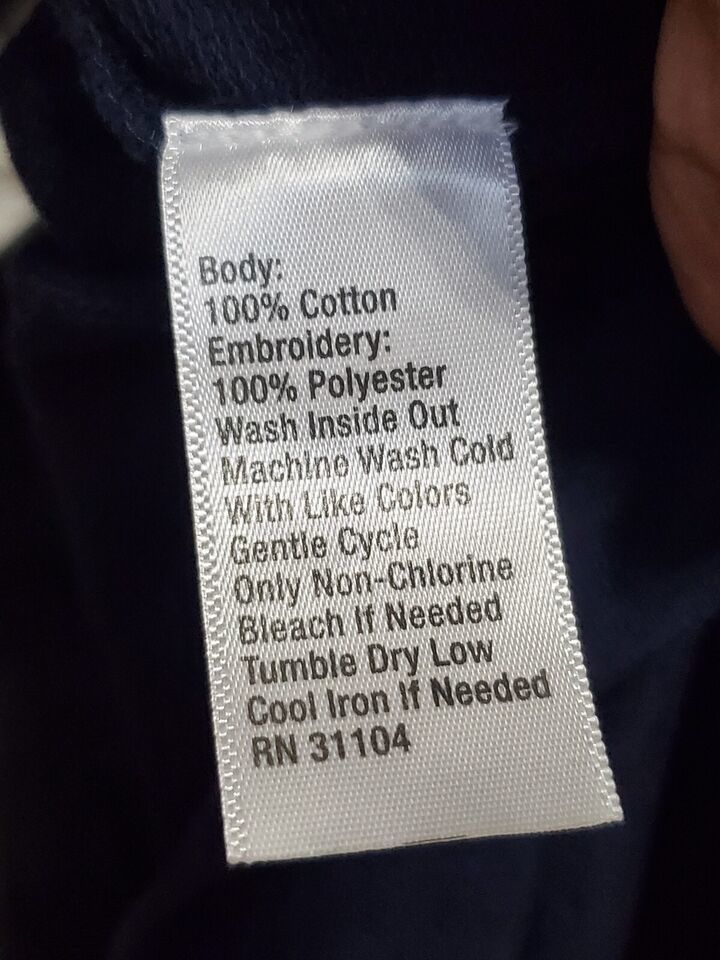 Body:
100% Cotton
Embroidery:
100% Polyester
Wash Inside Out
Machine Wash Cold
With Like Colors
Gentle Cycle
Only Non-Chlorine
Bleach If Needed
Tumble Dry Low
Cool Iron If Needed
RN 31104